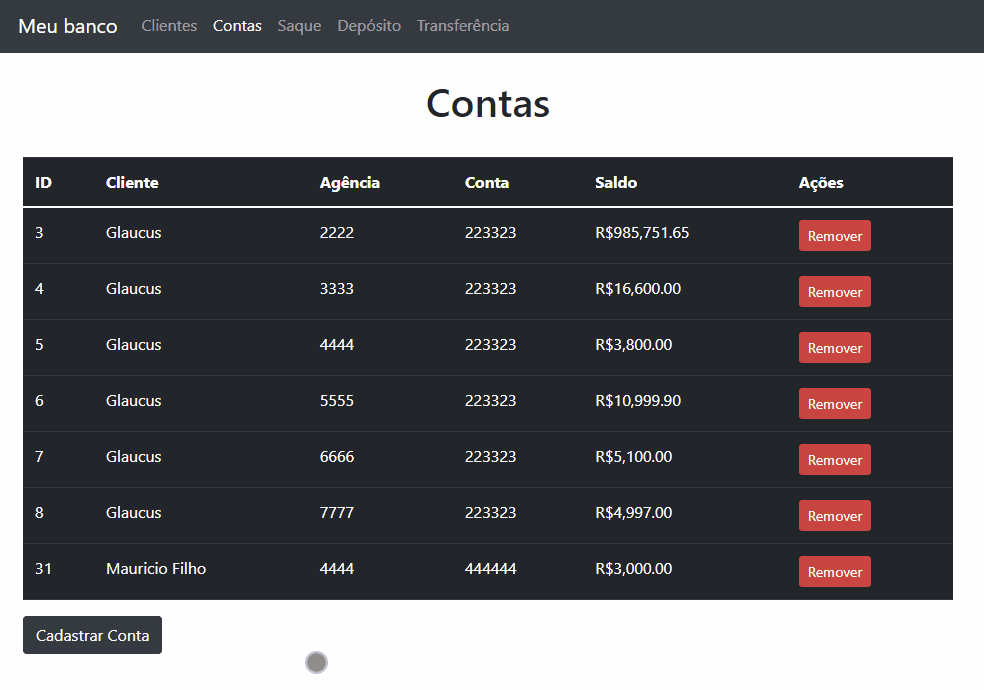 Meu banco Clientes Contas Saque Depósito Transferência
Contas
ID Cliente Agência Conta Saldo Ações
3 Glaucus 2222 223323 R$985,751.65 Remover
4 Glaucus 3333 223323 R$16,600.00 Remover
5 Glaucus 4444 223323 R$3,800.00 Remover
6 Glaucus 5555 223323 R$10,999.90 Remover
7 Glaucus 6666 223323 R$5,100.00 Remover
8 Glaucus 7777 223323 R$4,997.00 Remover
31 Mauricio Filho 4444 444444 R$3,000.00 Remover
Cadastrar Conta